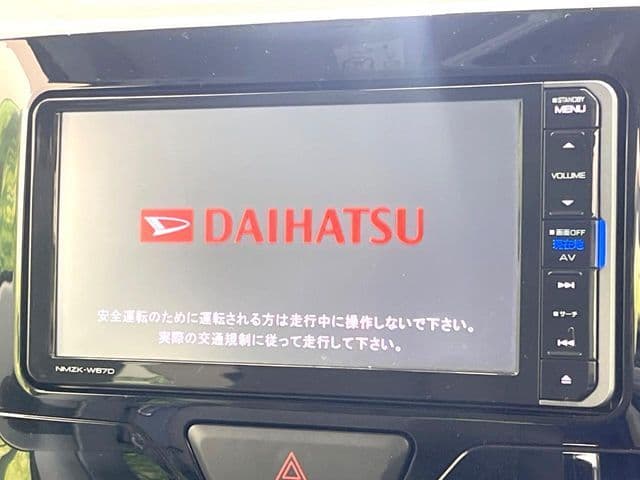 DAIHATSU
安全運転のために運転される方は走行中に操作しないで下さい。
実際の交通規制に従って走行して下さい。
NMZK-W67D
STANDBY
MENU
VOLUME
画面OFF
現在地
AV
サーチ